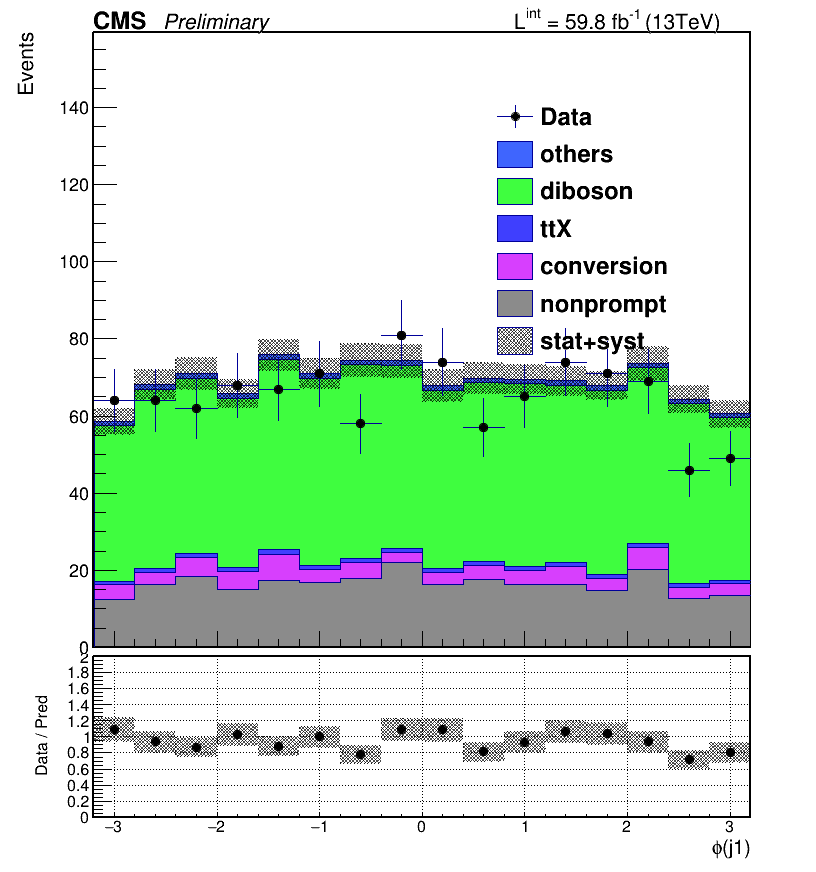 CMS Preliminary L^int = 59.8 fb^-1 (13TeV)
Events
140
120
100
80
60
40
20
0
Data
others
diboson
ttX
conversion
nonprompt
stat+syst
Data / Pred
2
1.8
1.6
1.4
1.2
1
0.8
0.6
0.4
0.2
0
−3 −2 −1 0 1 2 3
ϕ(j1)